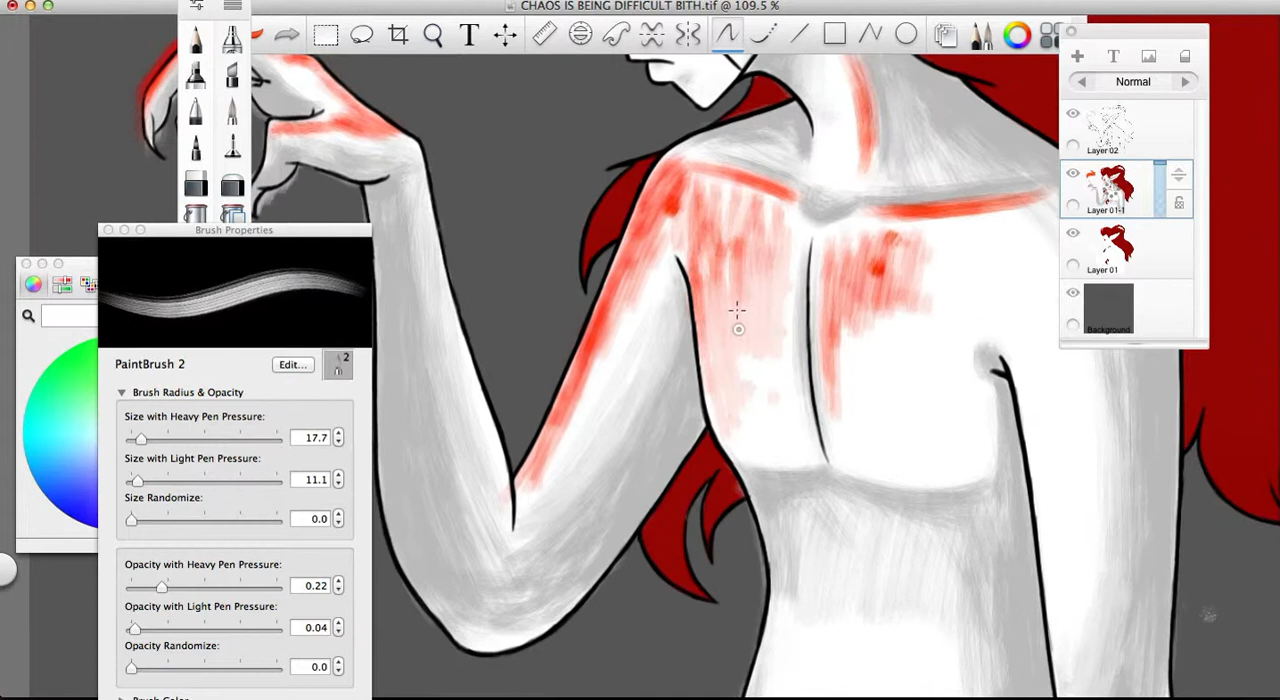 CHAOS IS BEING DIFFICULT BITH.tif @ 109.5 %
T
T
Normal
Layer 02
Layer 01-1
Layer 01
Background
Brush Properties
PaintBrush 2
Edit...
2
Brush Radius & Opacity
Size with Heavy Pen Pressure:
17.7
Size with Light Pen Pressure:
11.1
Size Randomize:
0.0
Opacity with Heavy Pen Pressure:
0.22
Opacity with Light Pen Pressure:
0.04
Opacity Randomize:
0.0
Brush Color